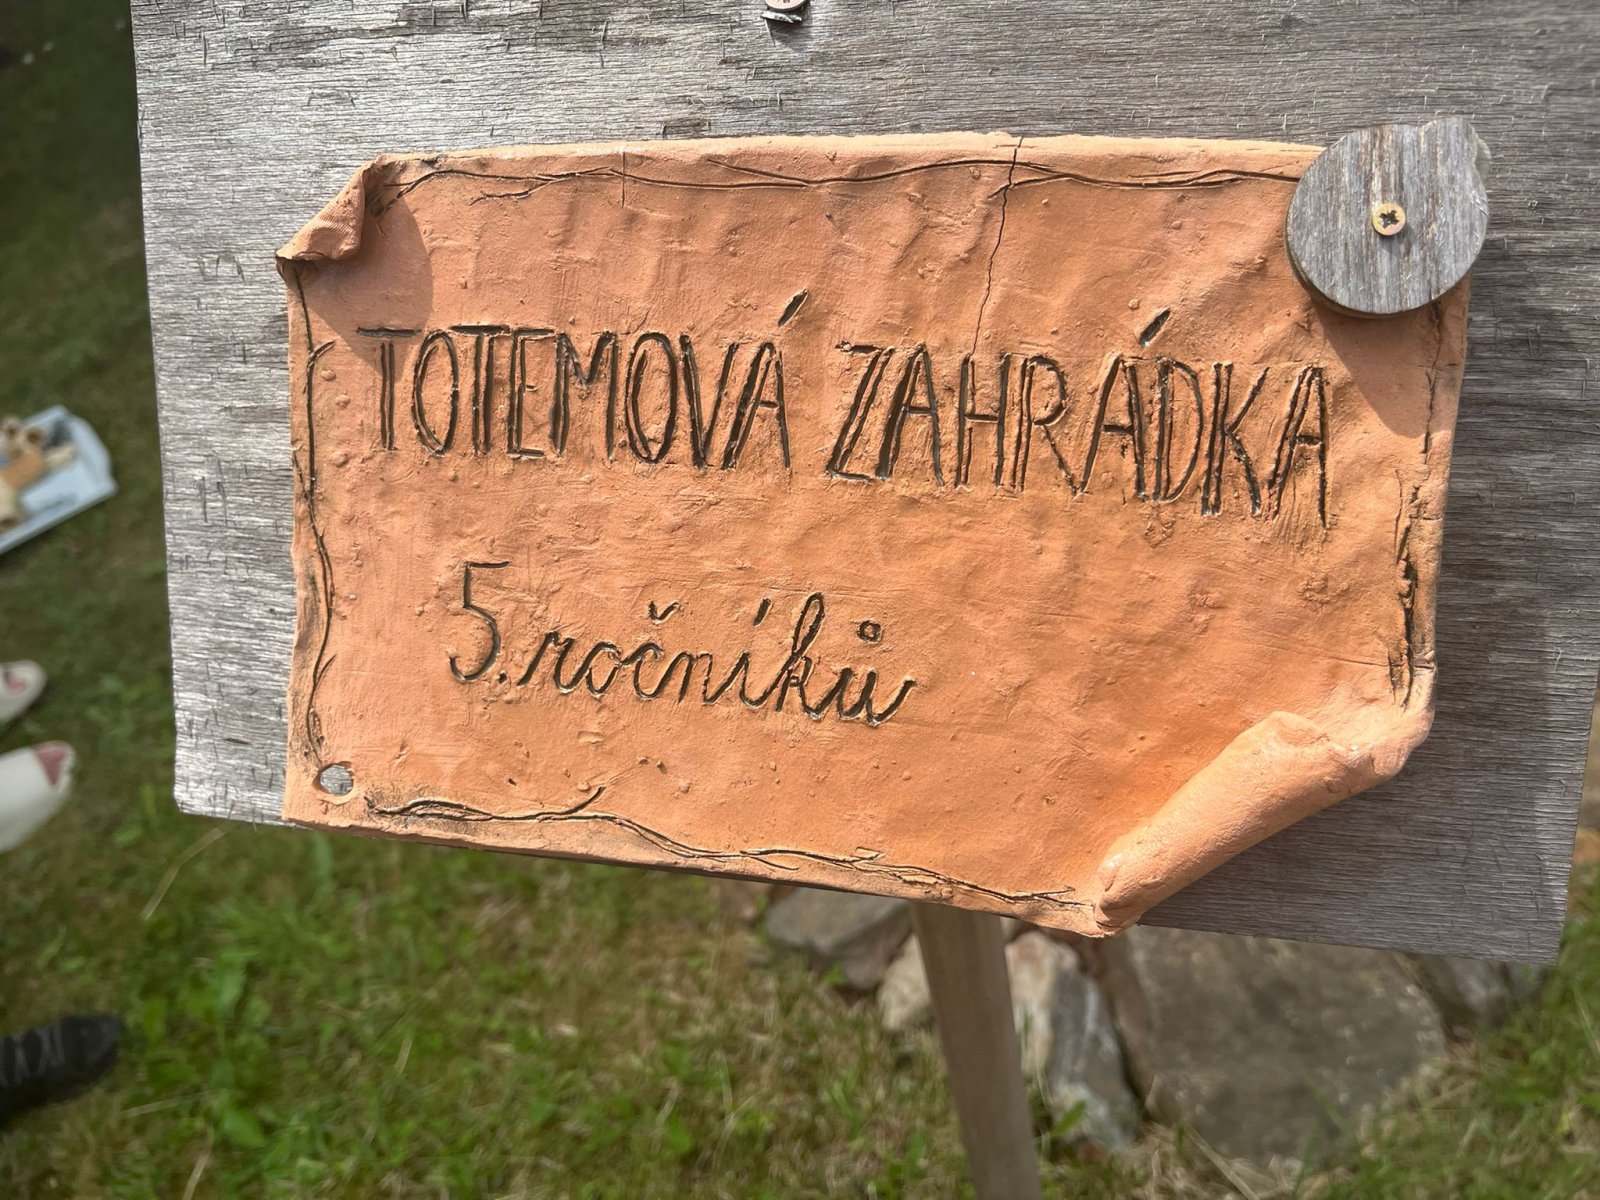 TOTEMOVÁ ZAHRÁDKA
5. ročníků